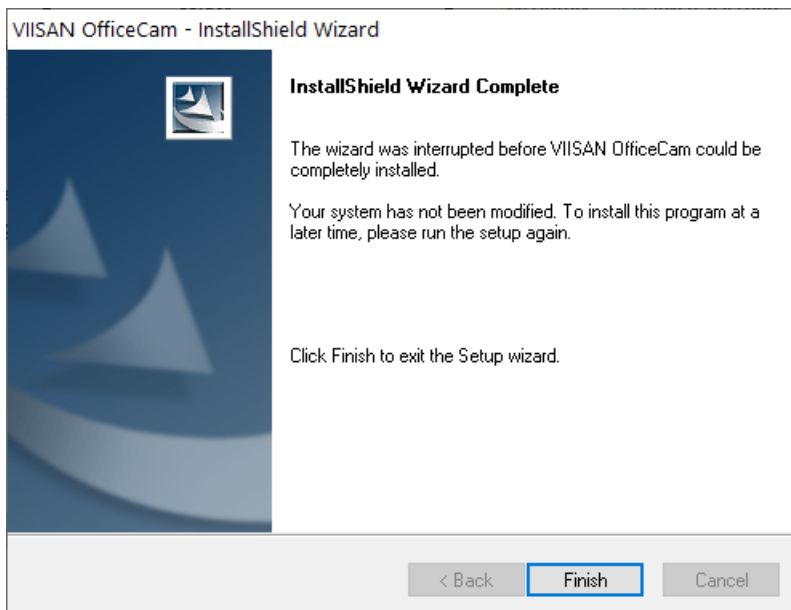 VIISAN OfficeCam - InstallShield Wizard
InstallShield Wizard Complete
The wizard was interrupted before VIISAN OfficeCam could be
completely installed.
Your system has not been modified. To install this program at a
later time, please run the setup again.
Click Finish to exit the Setup wizard.
< Back
Finish
Cancel